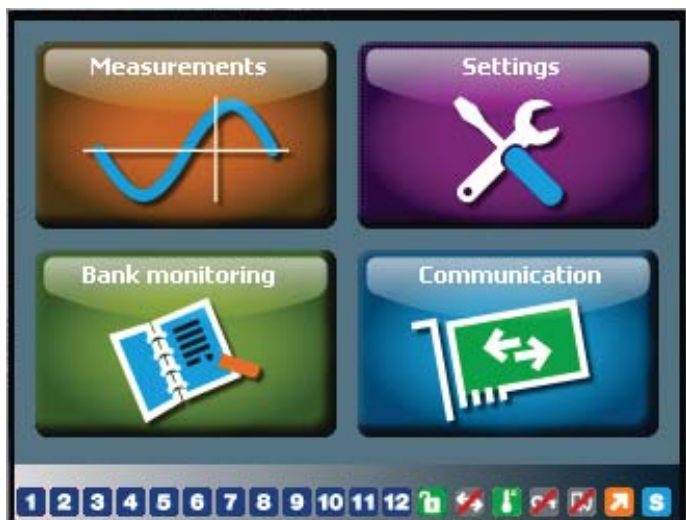 Measurements
Settings
Bank monitoring
Communication
1 2 3 4 5 6 7 8 9 10 11 12 S